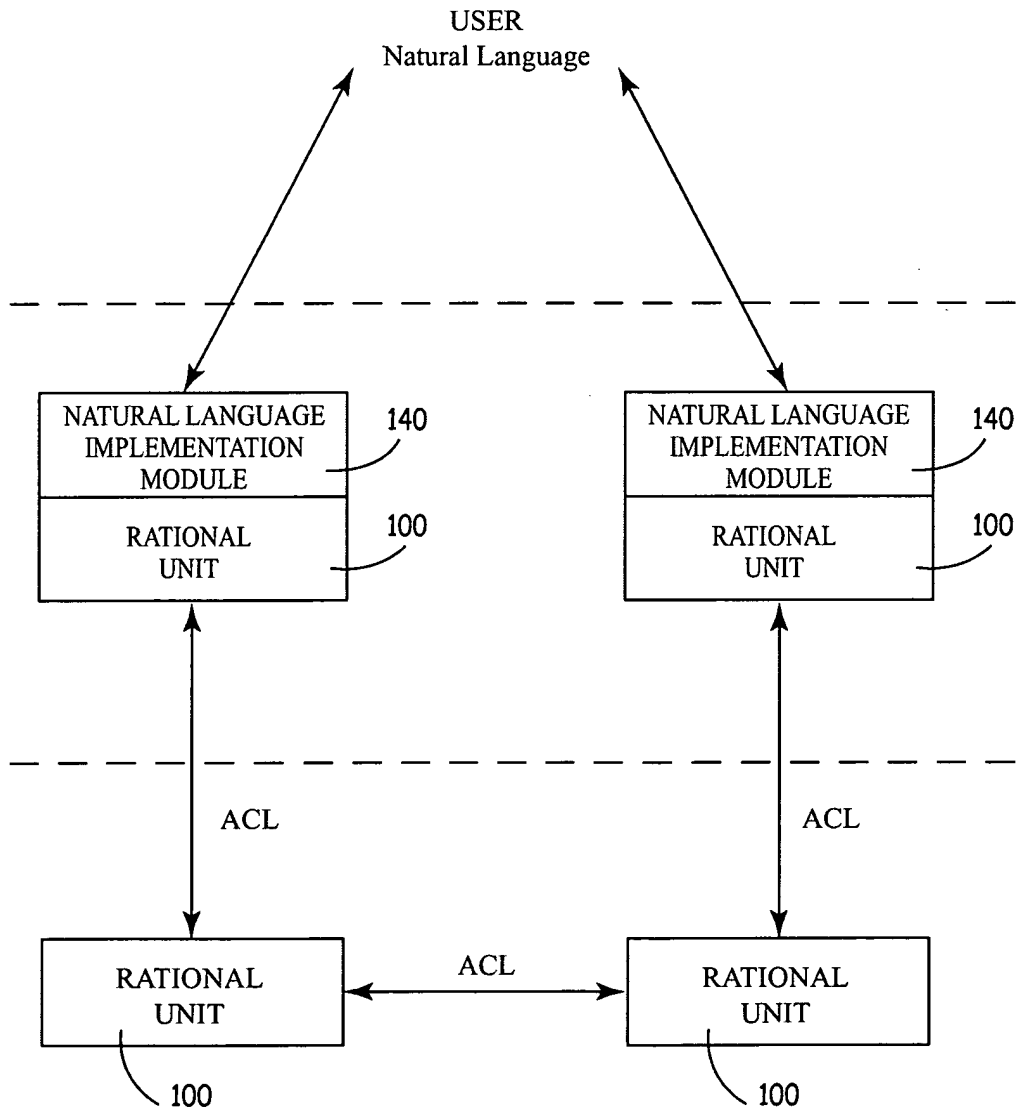 USER
Natural Language
NATURAL LANGUAGE
IMPLEMENTATION
MODULE
140
NATURAL LANGUAGE
IMPLEMENTATION
MODULE
140
RATIONAL
UNIT
100
RATIONAL
UNIT
100
ACL
ACL
RATIONAL
UNIT
ACL
RATIONAL
UNIT
100
100